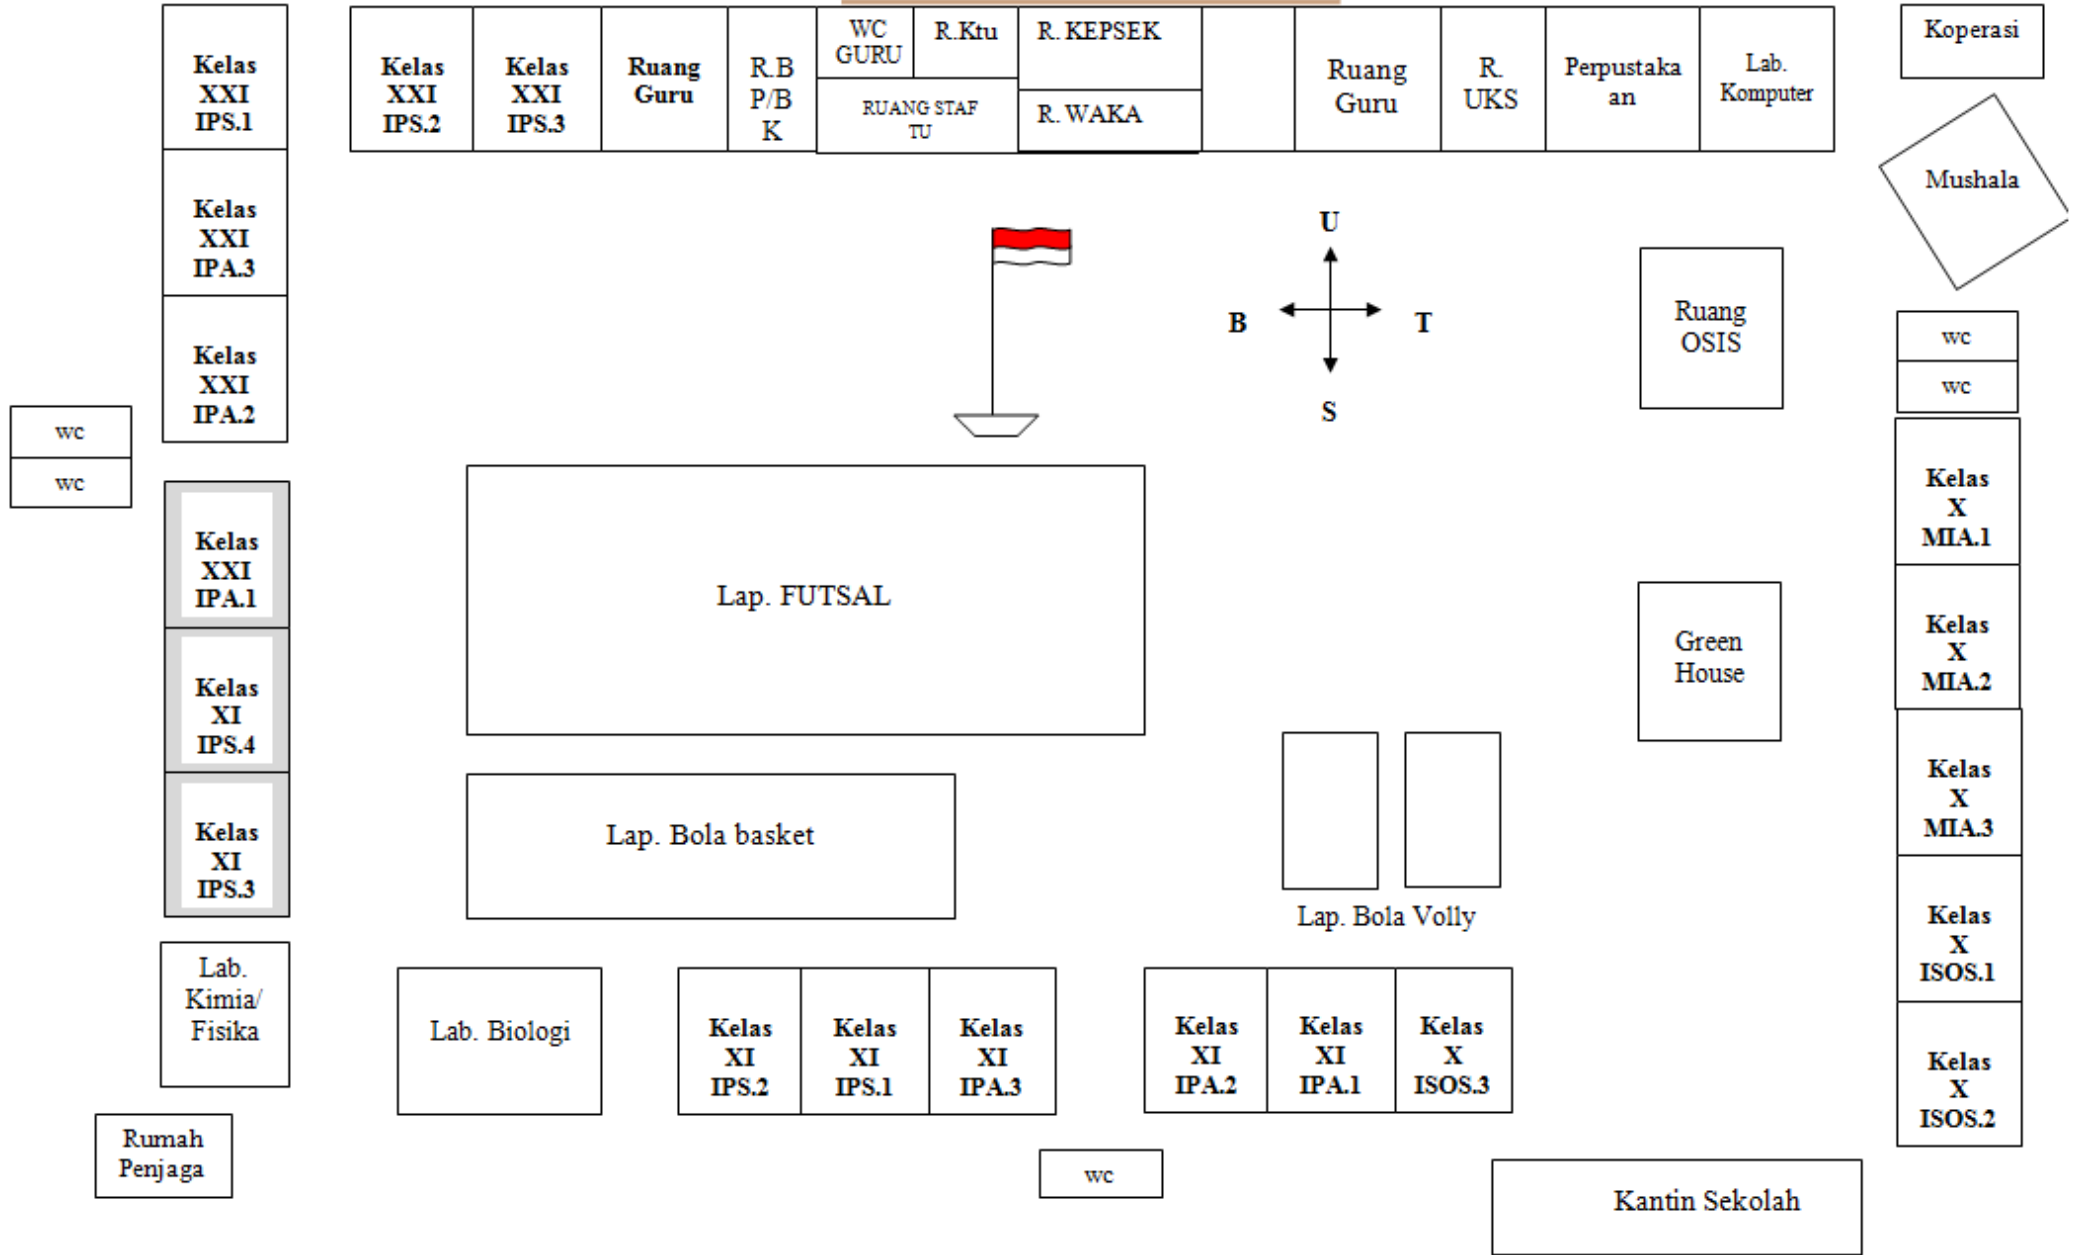 Kelas
XXI
IPS.1
Kelas
XXI
IPS.2
Kelas
XXI
IPS.3
Ruang
Guru
R.B
P/B
K
WC
GURU
R.Ktu
RUANG STAF
TU
R. KEPSEK
R. WAKA
Ruang
Guru
R.
UKS
Perpustaka
an
Lab.
Komputer
Koperasi
Mushala
Kelas
XXI
IPA.3
Kelas
XXI
IPA.2
wc
wc
U
B
T
S
Ruang
OSIS
wc
wc
Kelas
XXI
IPA.1
Kelas
XI
IPS.4
Kelas
XI
IPS.3
Lap. FUTSAL
Lap. Bola basket
Green
House
Lap. Bola Volly
Kelas
X
MIA.1
Kelas
X
MIA.2
Kelas
X
MIA.3
Kelas
X
ISOS.1
Kelas
X
ISOS.2
Lab.
Kimia/
Fisika
Lab. Biologi
Kelas
XI
IPS.2
Kelas
XI
IPS.1
Kelas
XI
IPA.3
Kelas
XI
IPA.2
Kelas
XI
IPA.1
Kelas
X
ISOS.3
Rumah
Penjaga
wc
Kantin Sekolah